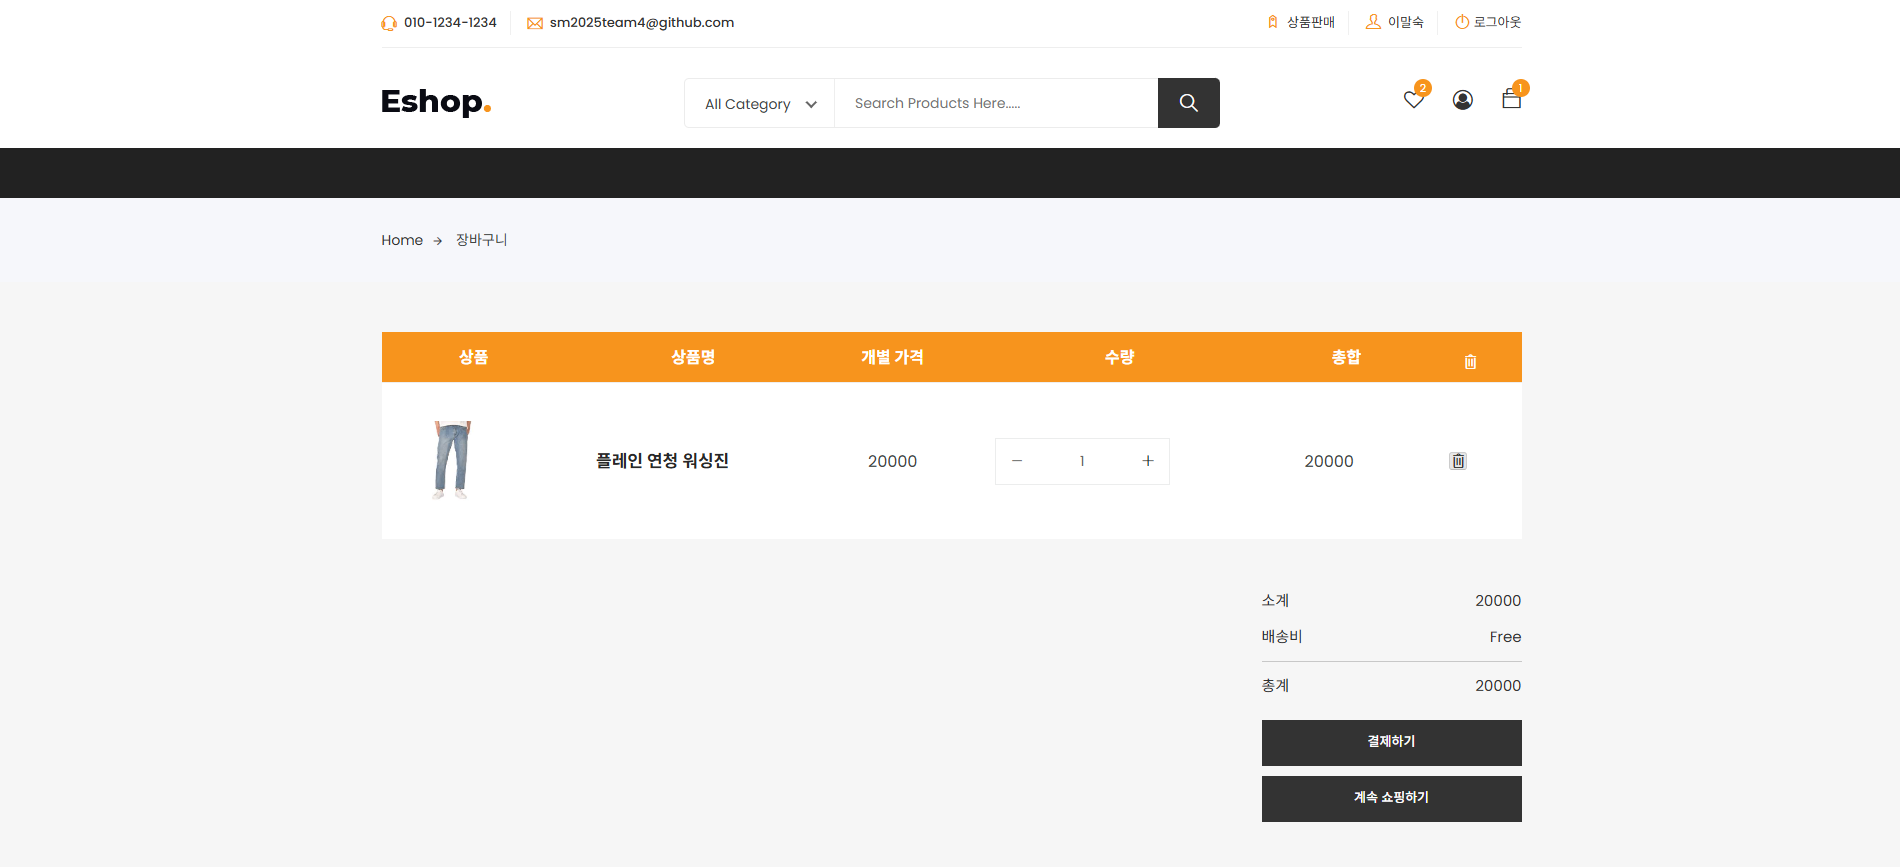 010-1234-1234
sm2025team4@github.com
상품판매
이말숙
로그아웃
Eshop.
All Category
Search Products Here.....
2
1
Home → 장바구니
상품 상품명 개별 가격 수량 총합
플레인 연청 워싱진 20000 − 1 + 20000
소계 20000
배송비 Free
총계 20000
결제하기
계속 쇼핑하기